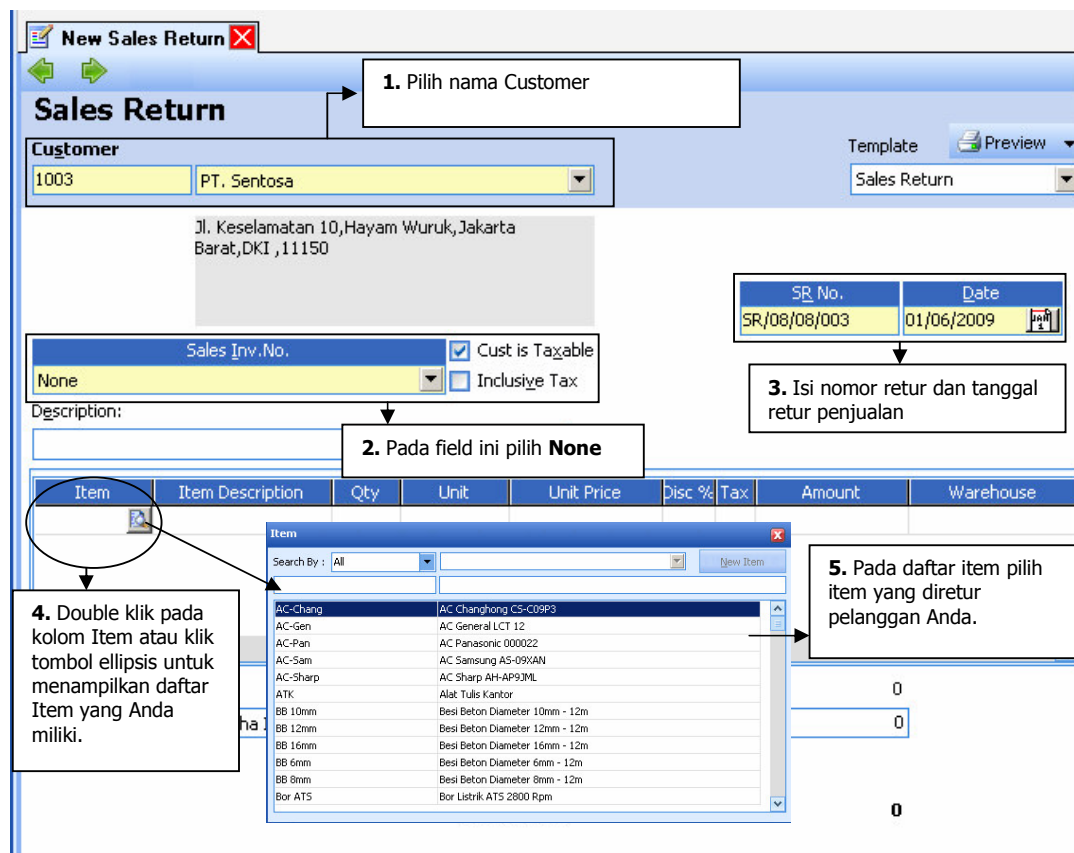 New Sales Return
1. Pilih nama Customer
Sales Return
Customer
Template
Preview
1003
PT. Sentosa
Sales Return
Jl. Keselamatan 10,Hayam Wuruk,Jakarta
Barat,DKI ,11150
SR No.
Date
SR/08/08/003
01/06/2009
Sales Inv.No.
Cust is Taxable
None
Inclusive Tax
3. Isi nomor retur dan tanggal
retur penjualan
Description:
2. Pada field ini pilih None
Item
Item Description
Qty
Unit
Unit Price
Disc %
Tax
Amount
Warehouse
Item
Search By :
All
New Item
AC-Chang
AC Changhong CS-C09P3
AC-Gen
AC General LCT 12
AC-Pan
AC Panasonic 000022
AC-Sam
AC Samsung AS-09XAN
AC-Sharp
AC Sharp AH-AP9JML
ATK
Alat Tulis Kantor
BB 10mm
Besi Beton Diameter 10mm - 12m
BB 12mm
Besi Beton Diameter 12mm - 12m
BB 16mm
Besi Beton Diameter 16mm - 12m
BB 6mm
Besi Beton Diameter 6mm - 12m
BB 8mm
Besi Beton Diameter 8mm - 12m
Bor ATS
Bor Listrik ATS 2800 Rpm
4. Double klik pada
kolom Item atau klik
tombol ellipsis untuk
menampilkan daftar
Item yang Anda
miliki.
5. Pada daftar item pilih
item yang diretur
pelanggan Anda.
0
0
0